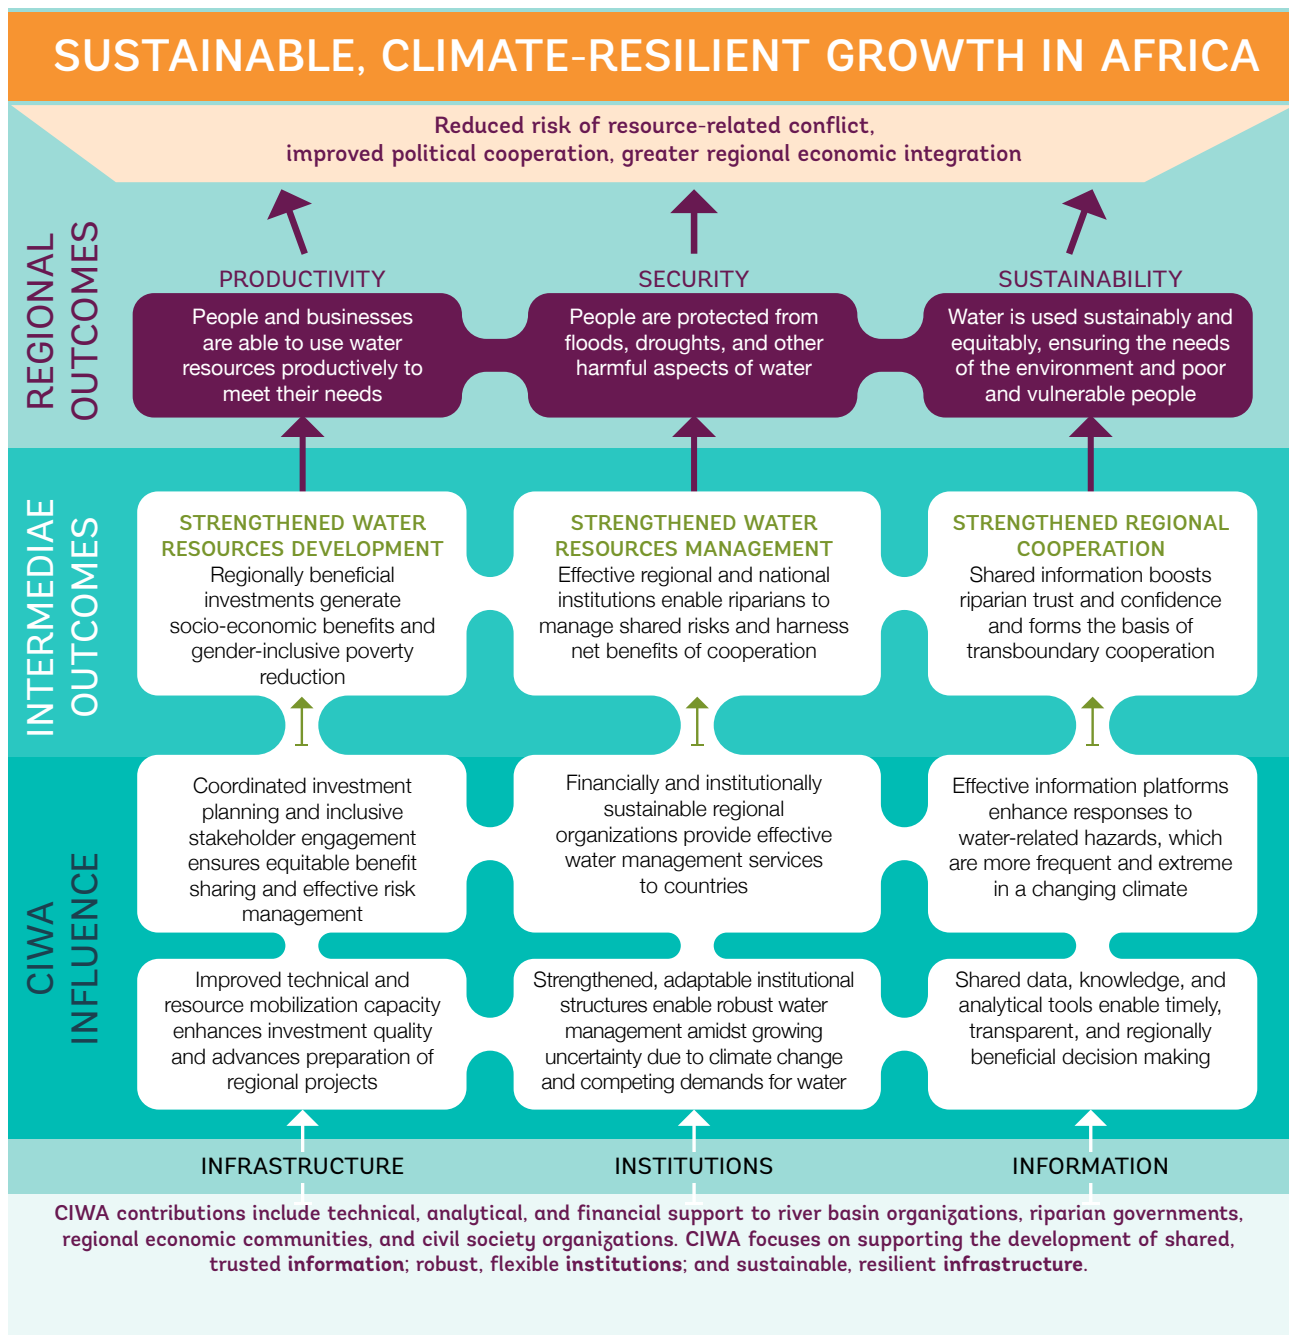 SUSTAINABLE, CLIMATE-RESILIENT GROWTH IN AFRICA
Reduced risk of resource-related conflict,
improved political cooperation, greater regional economic integration
REGIONAL
OUTCOMES
PRODUCTIVITY
People and businesses
are able to use water
resources productively to
meet their needs
SECURITY
People are protected from
floods, droughts, and other
harmful aspects of water
SUSTAINABILITY
Water is used sustainably and
equitably, ensuring the needs
of the environment and poor
and vulnerable people
INTERMEDIAE
OUTCOMES
STRENGTHENED WATER
RESOURCES DEVELOPMENT
Regionally beneficial
investments generate
socio-economic benefits and
gender-inclusive poverty
reduction
STRENGTHENED WATER
RESOURCES MANAGEMENT
Effective regional and national
institutions enable riparians to
manage shared risks and harness
net benefits of cooperation
STRENGTHENED REGIONAL
COOPERATION
Shared information boosts
riparian trust and confidence
and forms the basis of
transboundary cooperation
CIWA
INFLUENCE
Coordinated investment
planning and inclusive
stakeholder engagement
ensures equitable benefit
sharing and effective risk
management
Financially and institutionally
sustainable regional
organizations provide effective
water management services
to countries
Effective information platforms
enhance responses to
water-related hazards, which
are more frequent and extreme
in a changing climate
Improved technical and
resource mobilization capacity
enhances investment quality
and advances preparation of
regional projects
Strengthened, adaptable institutional
structures enable robust water
management amidst growing
uncertainty due to climate change
and competing demands for water
Shared data, knowledge, and
analytical tools enable timely,
transparent, and regionally
beneficial decision making
INFRASTRUCTURE
INSTITUTIONS
INFORMATION
CIWA contributions include technical, analytical, and financial support to river basin organizations, riparian governments,
regional economic communities, and civil society organizations. CIWA focuses on supporting the development of shared,
trusted information; robust, flexible institutions; and sustainable, resilient infrastructure.